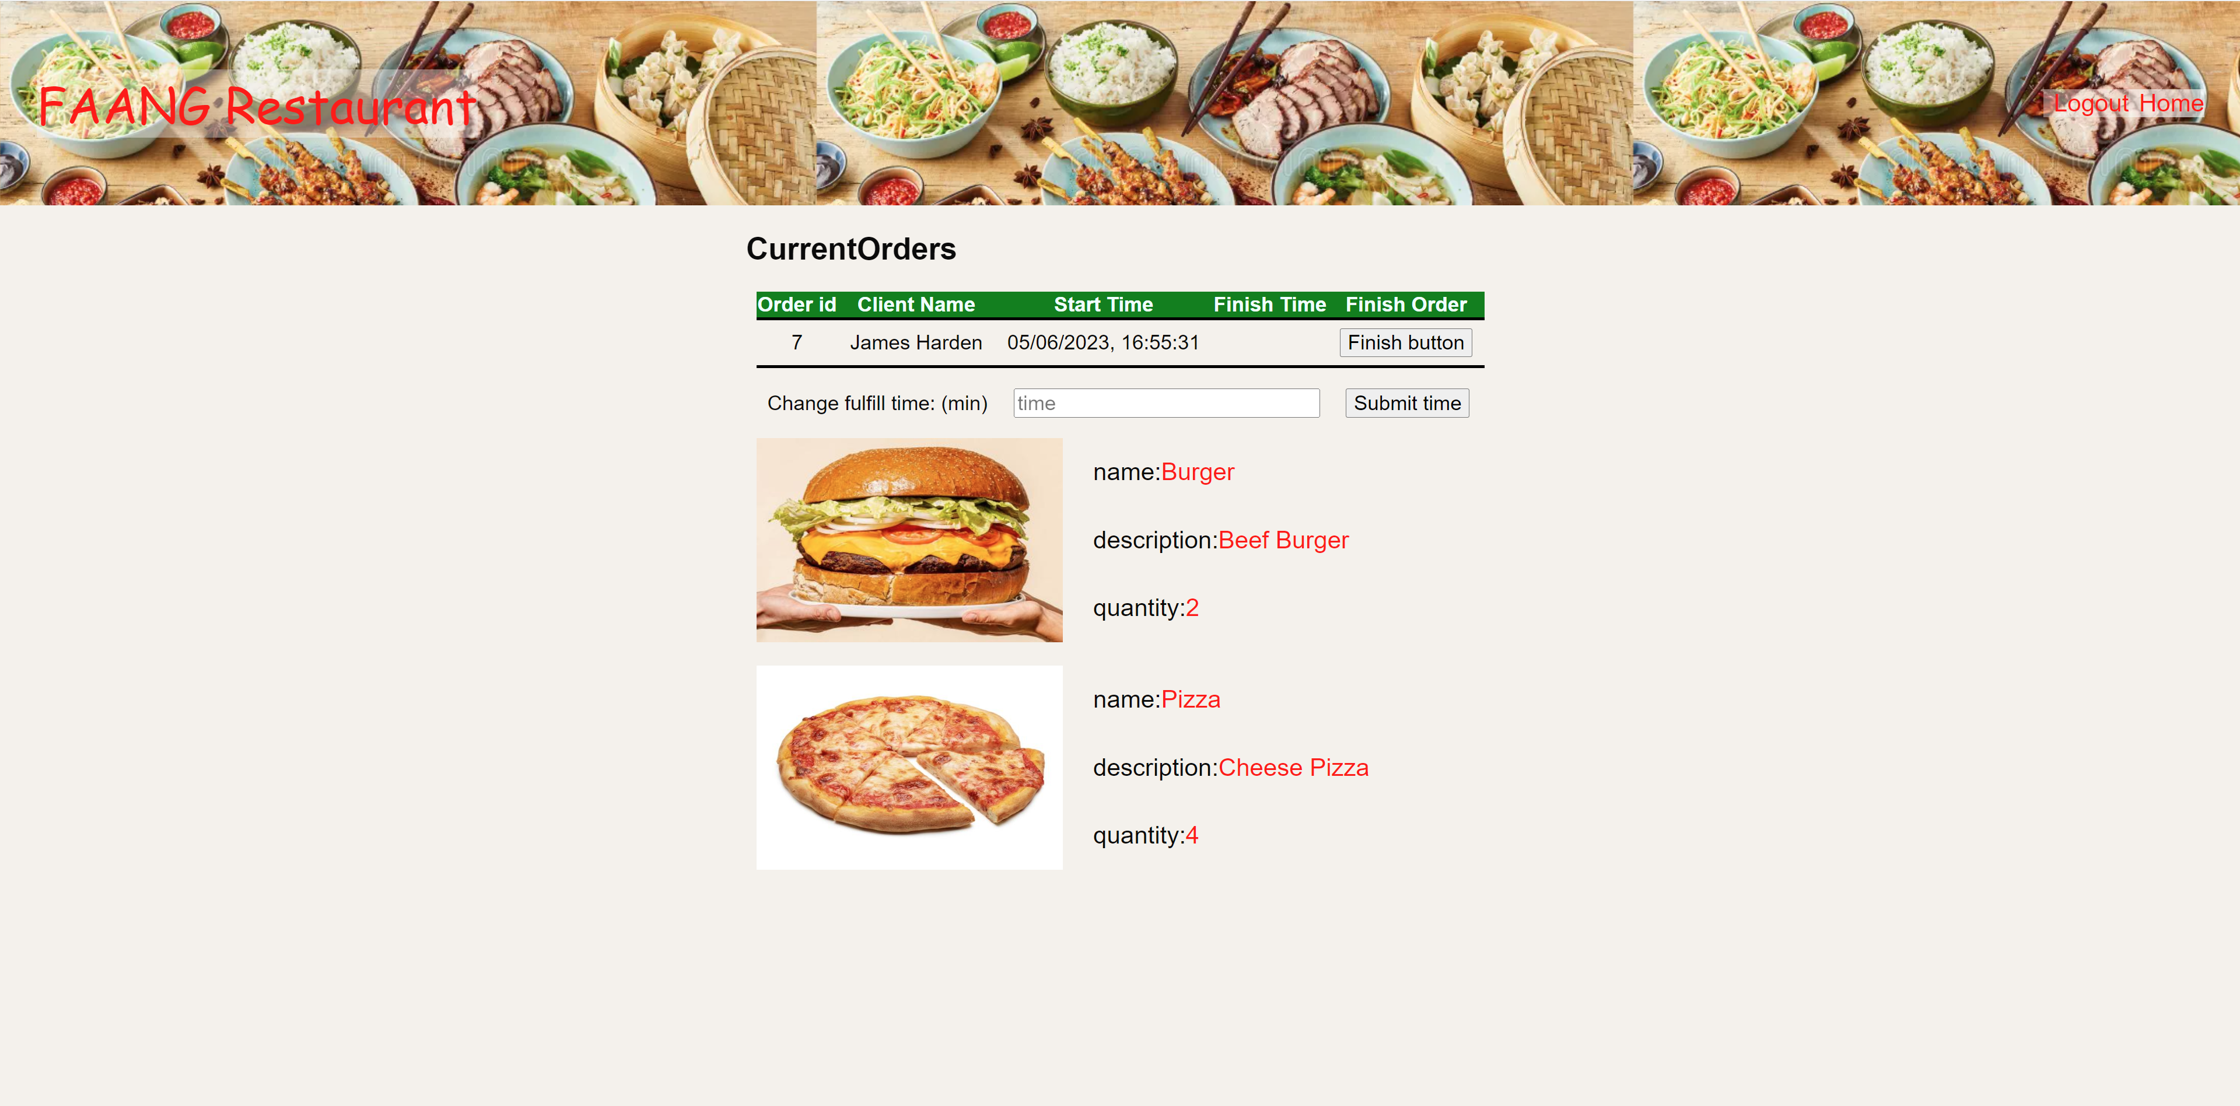 FAANG Restaurant
Logout Home
CurrentOrders
Order id Client Name Start Time Finish Time Finish Order
7 James Harden 05/06/2023, 16:55:31 Finish button
Change fulfill time: (min) time Submit time
name:Burger
description:Beef Burger
quantity:2
name:Pizza
description:Cheese Pizza
quantity:4